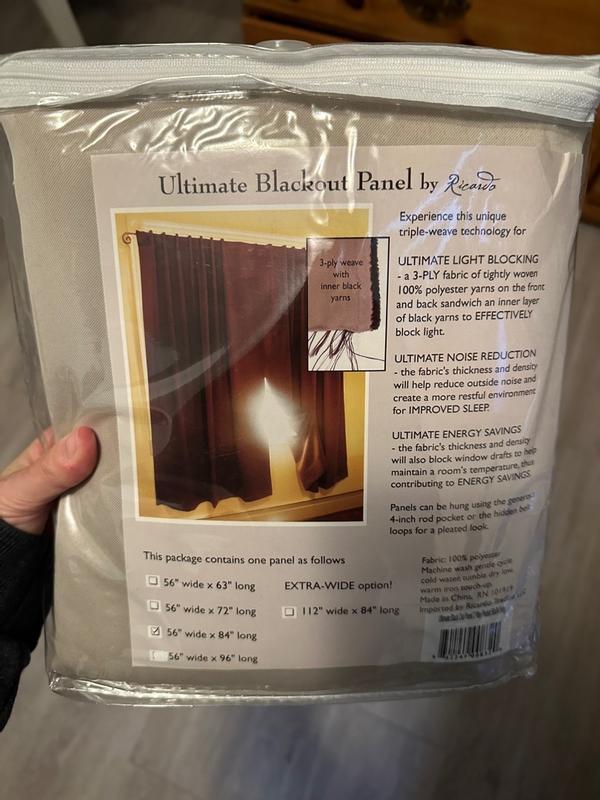 Ultimate Blackout Panel by Ricardo
3-ply weave
with
inner black
yarns
Experience this unique
triple-weave technology for
ULTIMATE LIGHT BLOCKING
- a 3-PLY fabric of tightly woven
100% polyester yarns on the front
and back sandwich an inner layer
of black yarns to EFFECTIVELY
block light.
ULTIMATE NOISE REDUCTION
- the fabric's thickness and density
will help reduce outside noise and
create a more restful environment
for IMPROVED SLEEP.
ULTIMATE ENERGY SAVINGS
- the fabric's thickness and density
will also block window drafts to help
maintain a room's temperature, thus
contributing to ENERGY SAVINGS.
Panels can be hung using the generous
4-inch rod pocket or the hidden belt
loops for a pleated look.
This package contains one panel as follows
56" wide x 63" long
EXTRA-WIDE option!
56" wide x 72" long
112" wide x 84" long
56" wide x 84" long
56" wide x 96" long
Fabric: 100% polyester
Machine wash gentle cycle,
cold water, tumble dry low,
warm iron touch-up.
Made in China, RN 101919
Imported by Ricardo